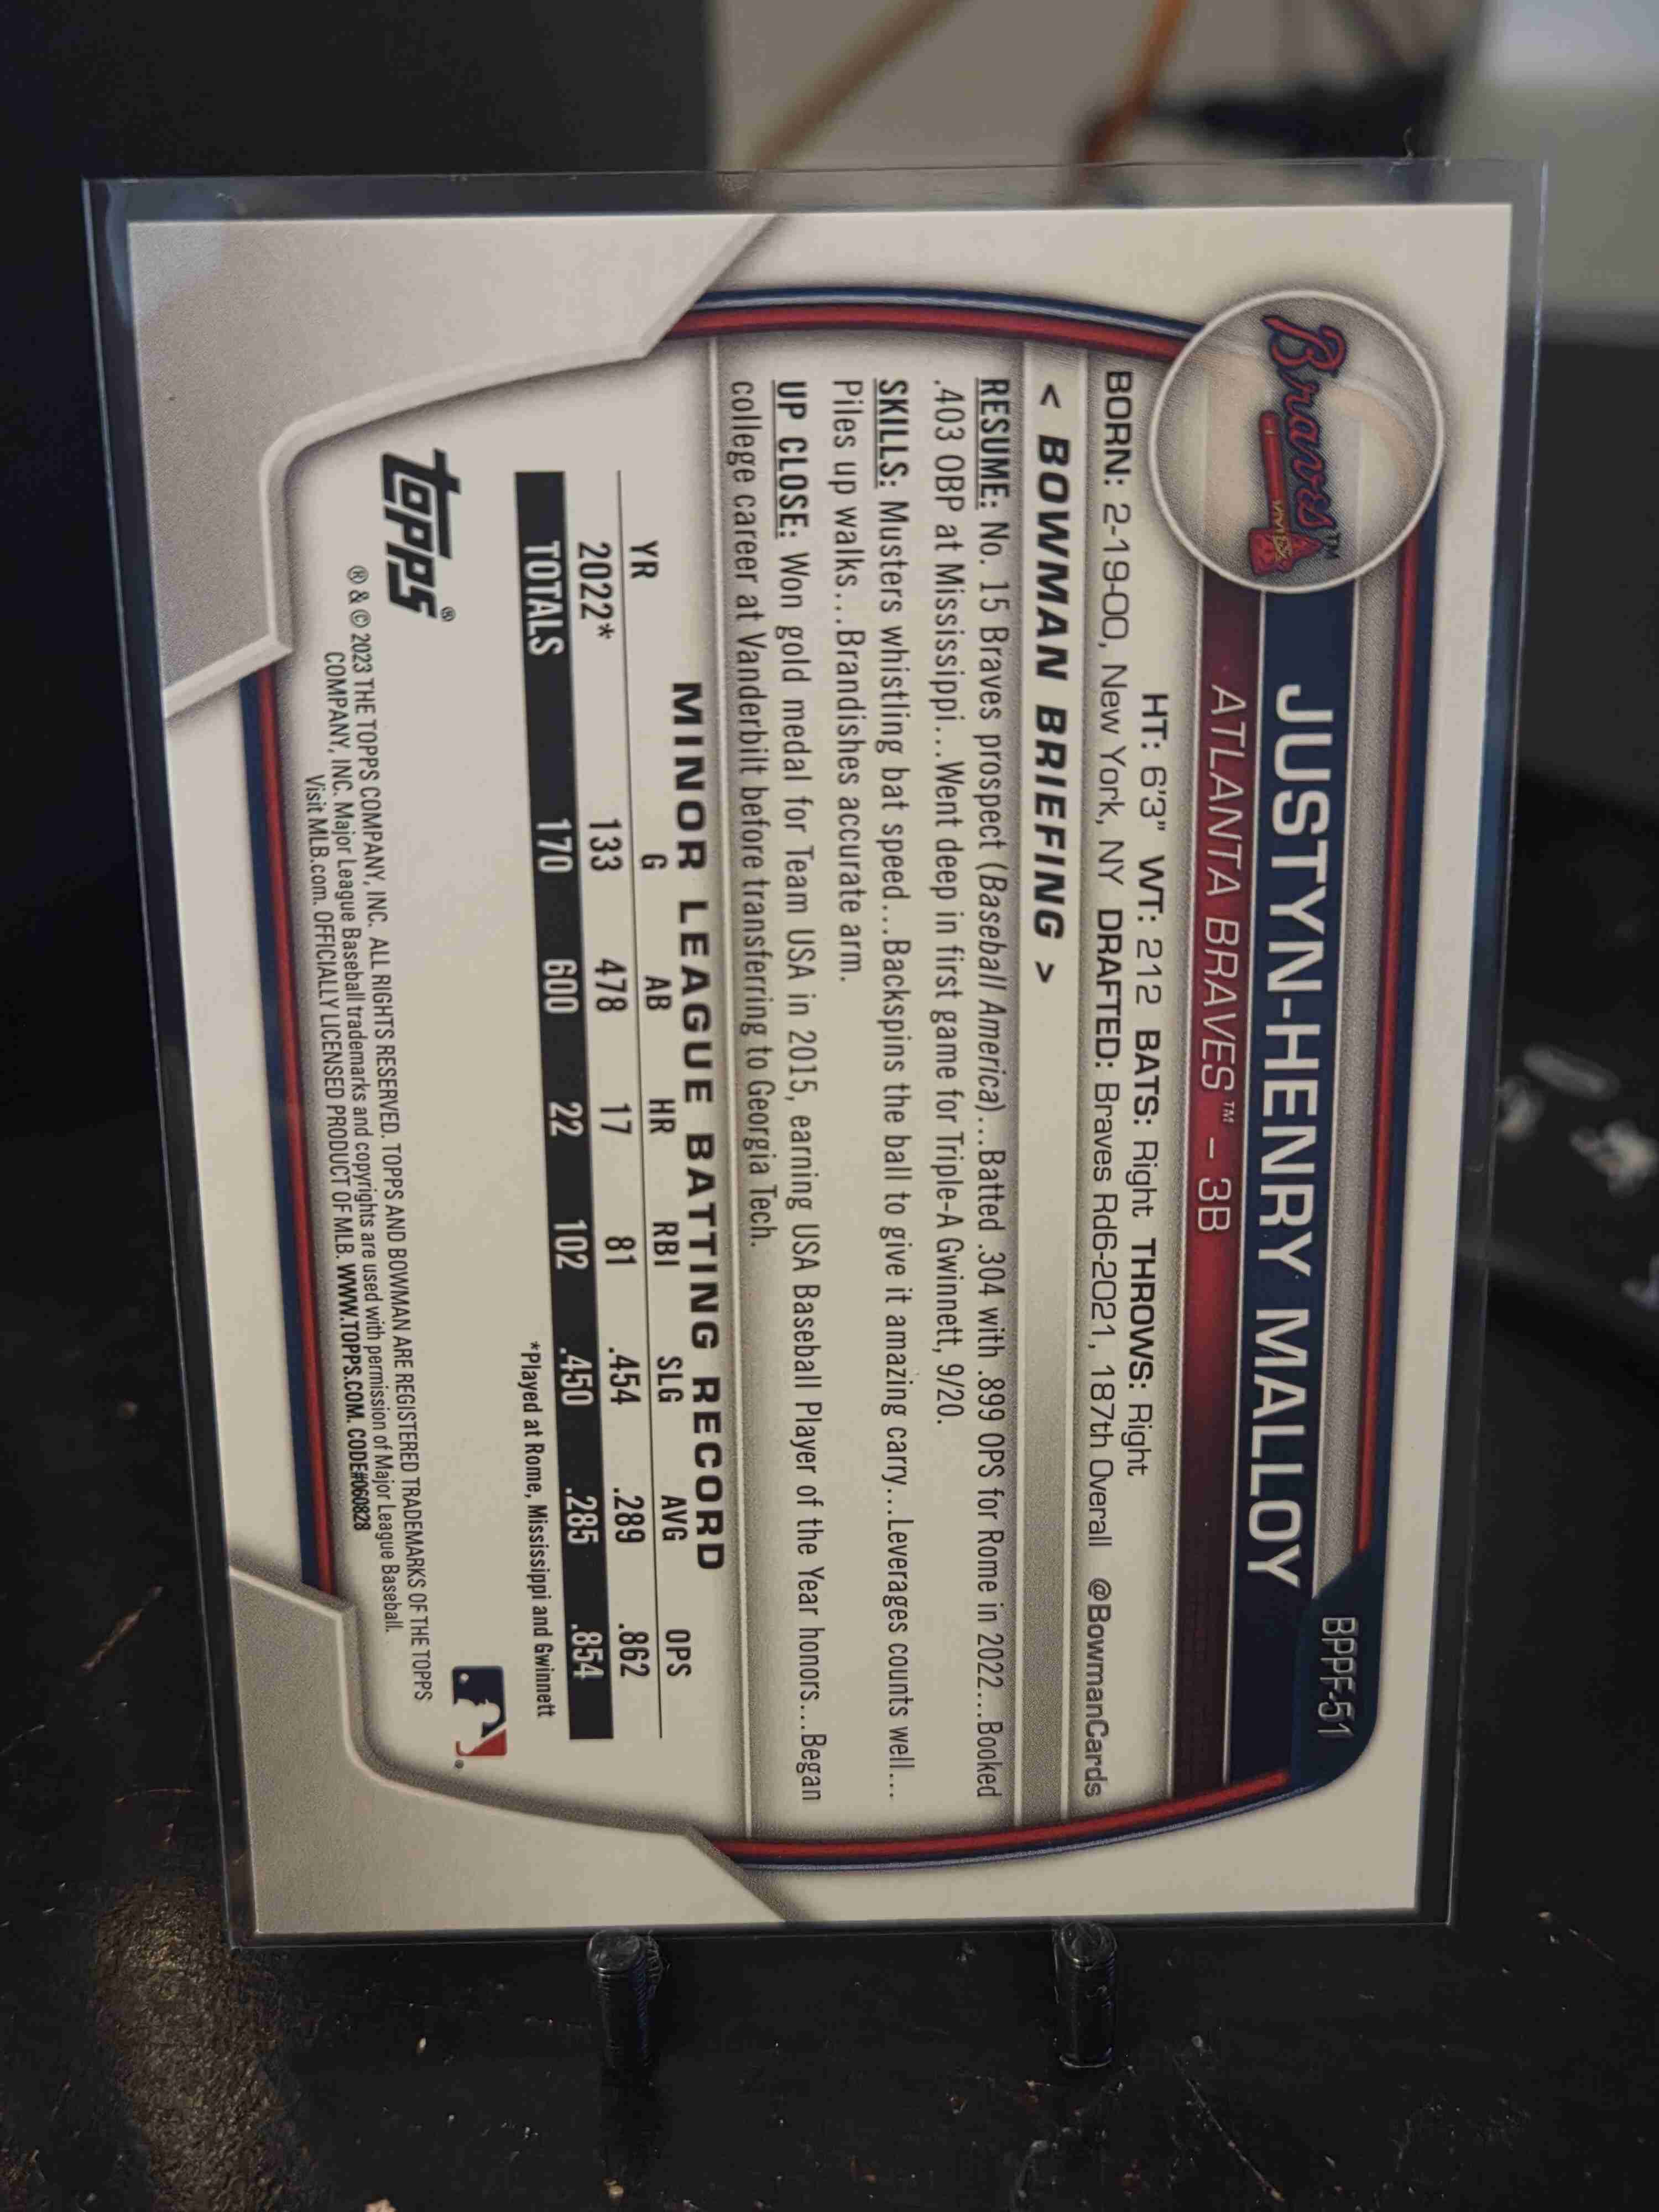 BPPF-51
Braves™
JUSTYN-HENRY MALLOY
ATLANTA BRAVES™ – 3B
HT: 6'3" WT: 212 BATS: Right THROWS: Right
BORN: 2-19-00, New York, NY DRAFTED: Braves Rd6-2021, 187th Overall @BowmanCards
< BOWMAN BRIEFING >
RESUME: No. 15 Braves prospect (Baseball America)...Batted .304 with .899 OPS for Rome in 2022...Booked
.403 OBP at Mississippi...Went deep in first game for Triple-A Gwinnett, 9/20.
SKILLS: Musters whistling bat speed...Backspins the ball to give it amazing carry...Leverages counts well...
Piles up walks...Brandishes accurate arm.
UP CLOSE: Won gold medal for Team USA in 2015, earning USA Baseball Player of the Year honors...Began
college career at Vanderbilt before transferring to Georgia Tech.
MINOR LEAGUE BATTING RECORD
YR G AB HR RBI SLG AVG OPS
2022* 133 478 17 81 .454 .289 .862
TOTALS 170 600 22 102 .450 .285 .854
*Played at Rome, Mississippi and Gwinnett
topps®
® & © 2023 THE TOPPS COMPANY, INC. ALL RIGHTS RESERVED. TOPPS AND BOWMAN ARE REGISTERED TRADEMARKS OF THE TOPPS
COMPANY, INC. Major League Baseball trademarks and copyrights are used with permission of Major League Baseball.
Visit MLB.com. OFFICIALLY LICENSED PRODUCT OF MLB. WWW.TOPPS.COM. CODE#060828